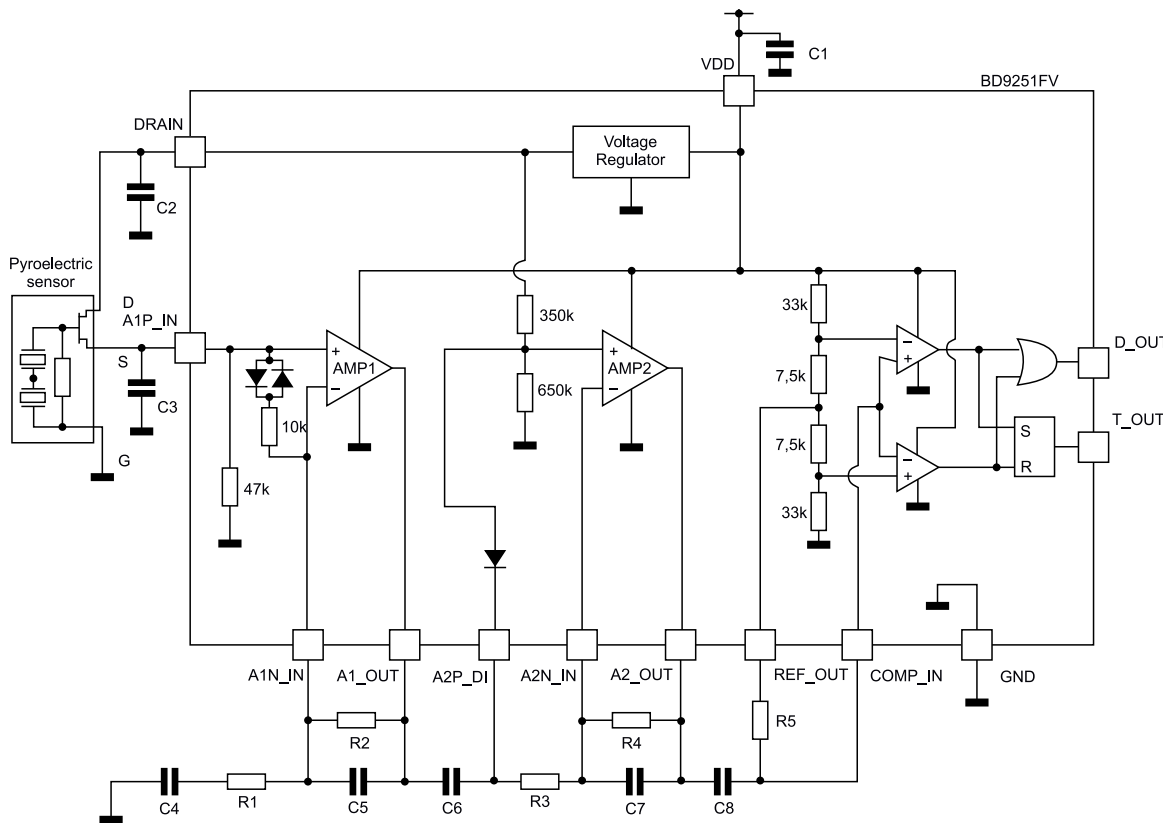 C1
VDD
BD9251FV
DRAIN
Voltage
Regulator
C2
Pyroelectric
sensor
D
A1P_IN
S
C3
G
350k
33k
+
AMP1
−
+
AMP2
−
−
+
D_OUT
7,5k
650k
10k
T_OUT
S
R
7,5k
−
+
47k
33k
A1N_IN
A1_OUT
A2P_DI
A2N_IN
A2_OUT
REF_OUT
COMP_IN
GND
R2
R4
R5
C4
R1
C5
C6
R3
C7
C8